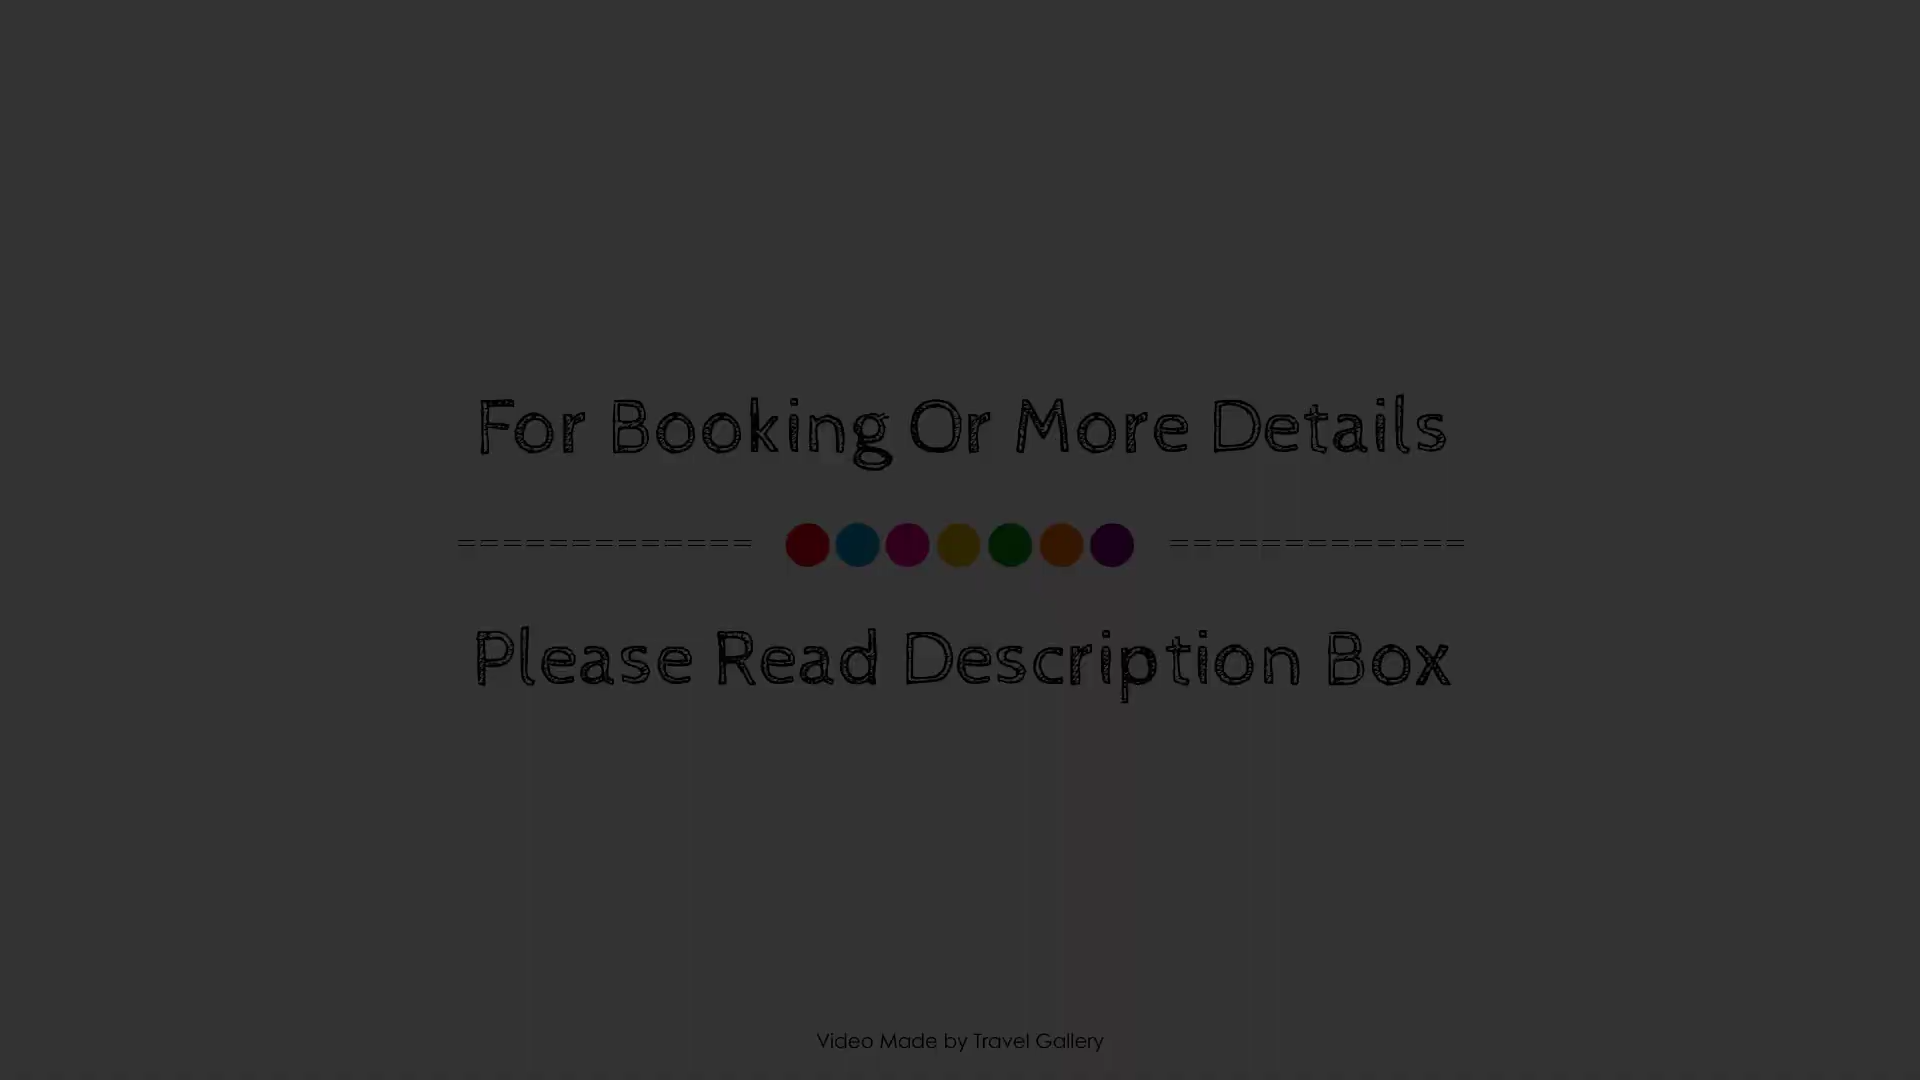 For Booking Or More Details
============= =============
Please Read Description Box
Video Made by Travel Gallery